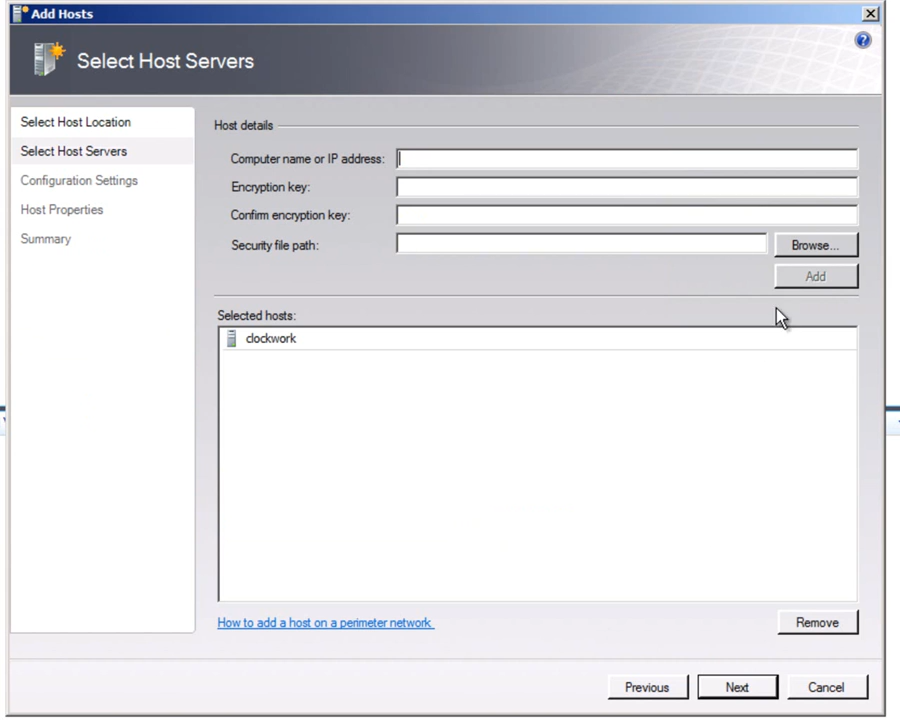 Add Hosts
Select Host Servers
Select Host Location
Select Host Servers
Configuration Settings
Host Properties
Summary
Host details
Computer name or IP address:
Encryption key:
Confirm encryption key:
Security file path:
Browse...
Add
Selected hosts:
clockwork
How to add a host on a perimeter network
Remove
Previous
Next
Cancel